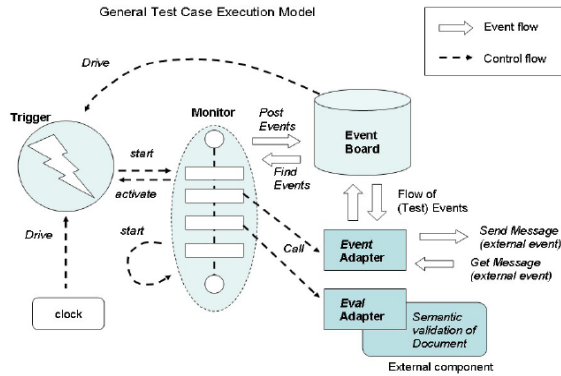 General Test Case Execution Model
Event flow
Control flow
Drive
Trigger
Monitor
Post
Events
Event
Board
start
activate
Find
Events
Flow of
(Test) Events
Drive
start
Call
Event
Adapter
Send Message
(external event)
Get Message
(external event)
clock
Eval
Adapter
Semantic
validation of
Document
External component